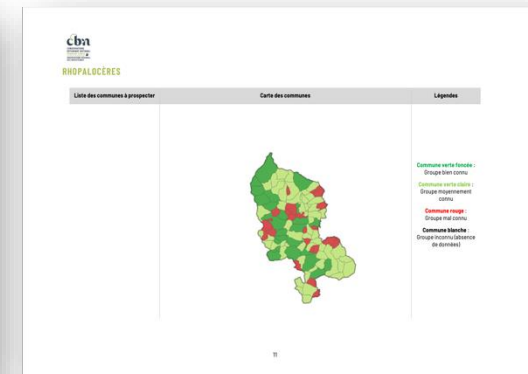 cbn
RHOPALOCÈRES
Liste des communes à prospecter
Carte des communes
Légendes
Commune verte foncée :
Groupe bien connu
Commune verte claire :
Groupe moyennement
connu
Commune rouge :
Groupe mal connu
Commune blanche :
Groupe inconnu (absence
de données)
11